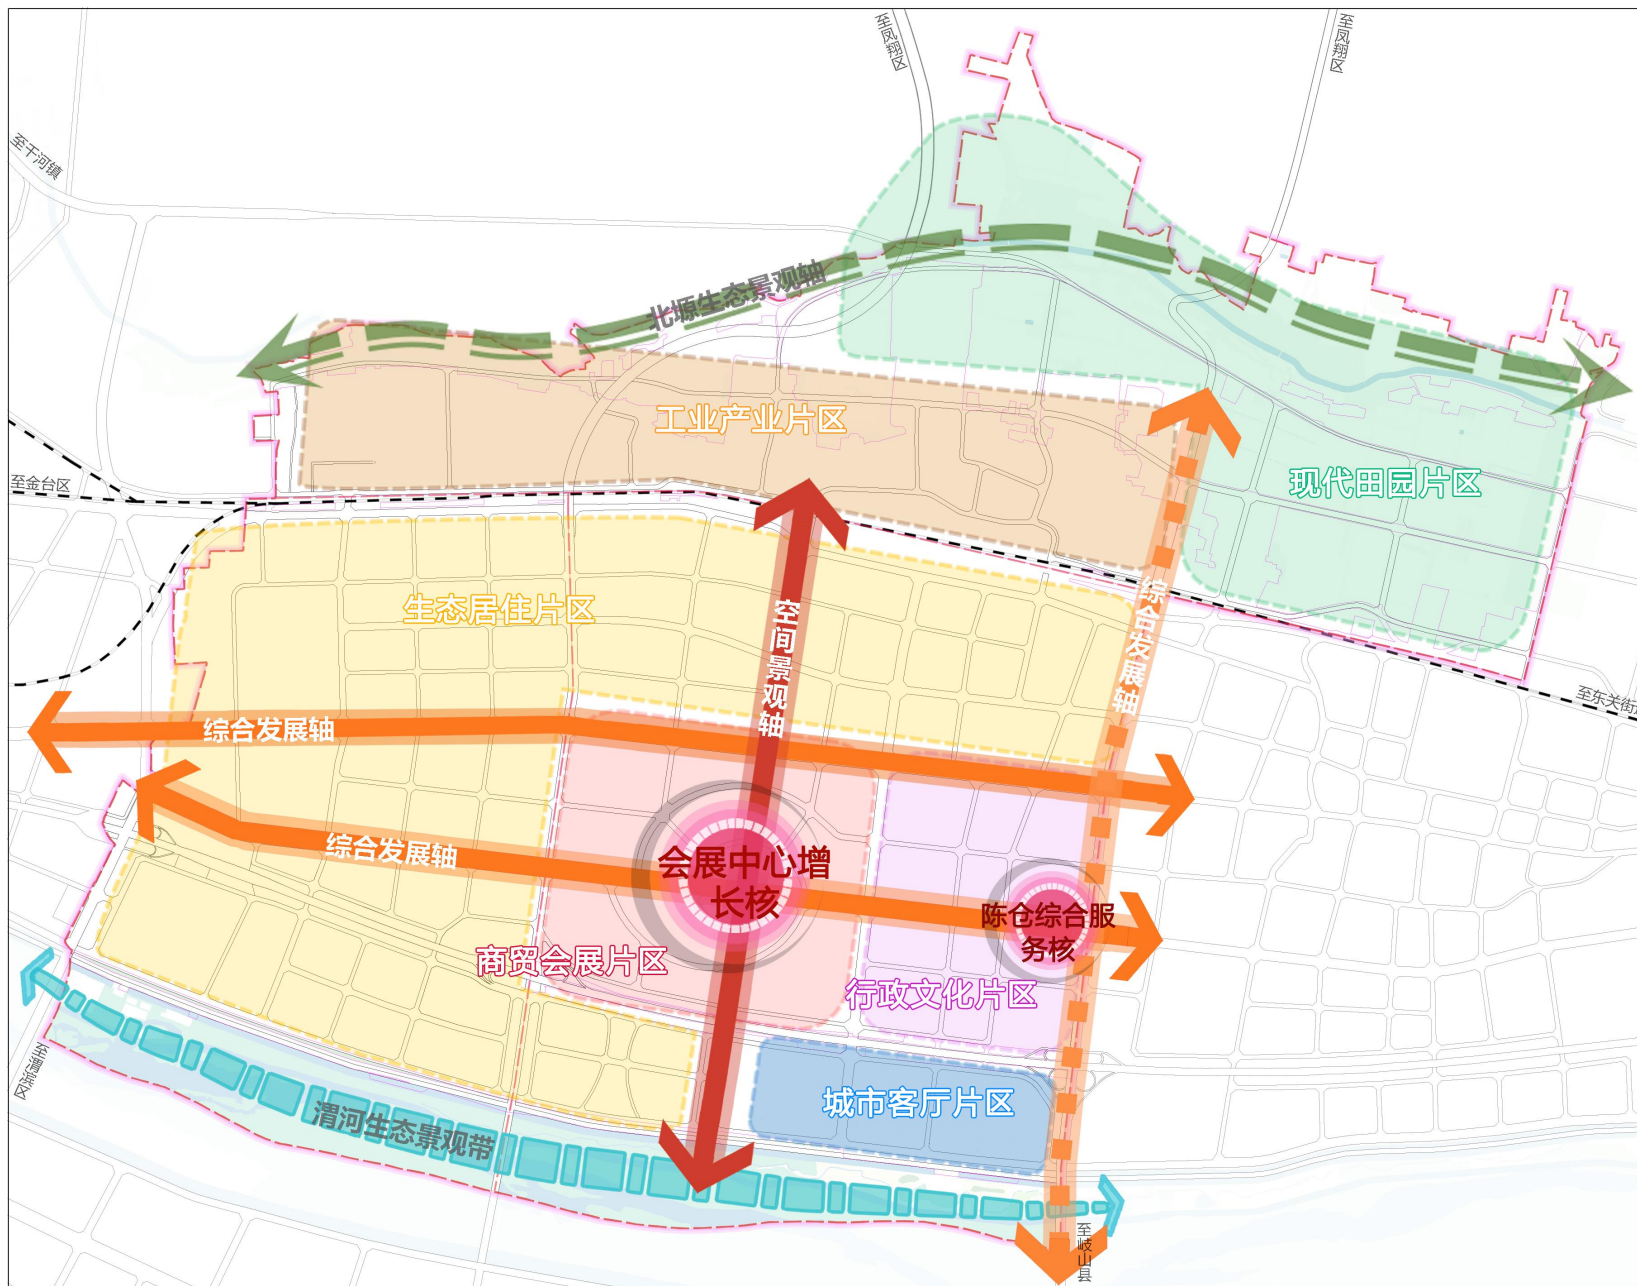 至凤翔区
至凤翔区
至千河镇
北塬生态景观轴
工业产业片区
现代田园片区
至金台区
生态居住片区
空间景观轴
综合发展轴
至东关街
综合发展轴
综合发展轴
会展中心增
长核
陈仓综合服
务核
商贸会展片区
行政文化片区
至渭滨区
城市客厅片区
渭河生态景观带
至岐山县